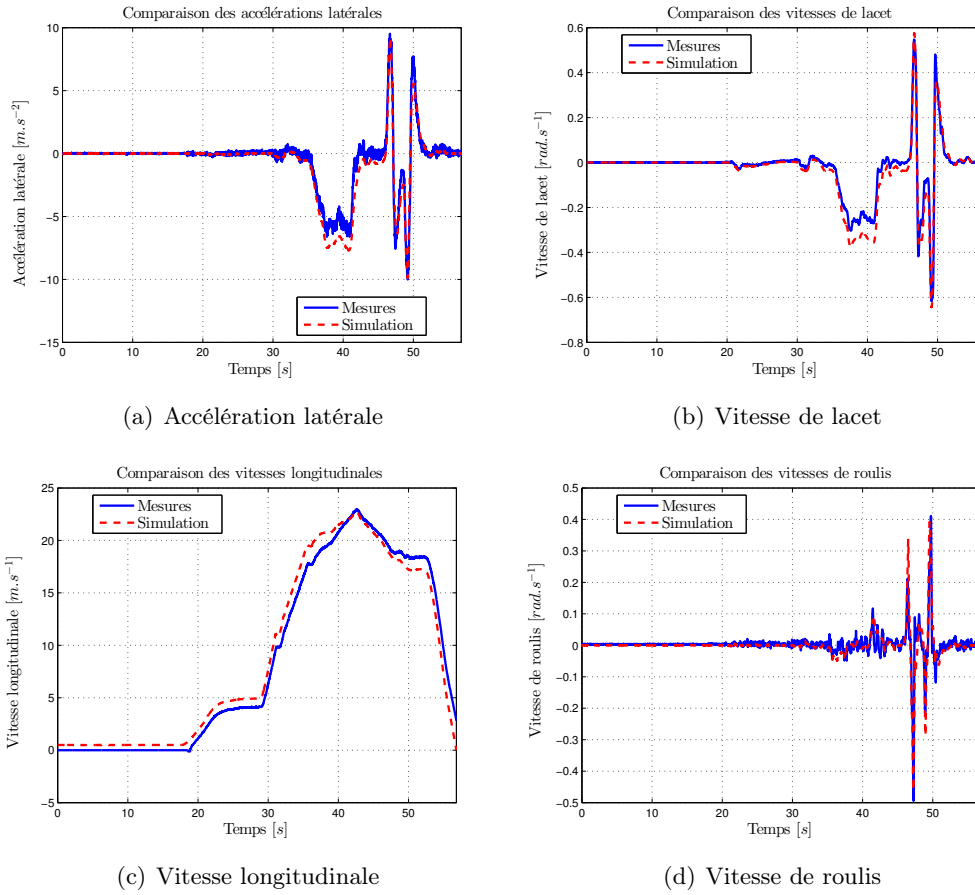 Comparaison des accélérations latérales
10
5
0
−5
−10
−15
Accélération latérale [m.s−2]
Mesures
Simulation
0
10
20
30
40
50
Temps [s]
(a) Accélération latérale
Comparaison des vitesses de lacet
0.6
0.4
0.2
0
−0.2
−0.4
−0.6
−0.8
Vitesse de lacet [rad.s−1]
Mesures
Simulation
0
10
20
30
40
50
Temps [s]
(b) Vitesse de lacet
Comparaison des vitesses longitudinales
25
20
15
10
5
0
−5
Vitesse longitudinale [m.s−1]
Mesures
Simulation
0
10
20
30
40
50
Temps [s]
(c) Vitesse longitudinale
Comparaison des vitesses de roulis
0.5
0.4
0.3
0.2
0.1
0
−0.1
−0.2
−0.3
−0.4
−0.5
Vitesse de roulis [rad.s−1]
Mesures
Simulation
0
10
20
30
40
50
Temps [s]
(d) Vitesse de roulis